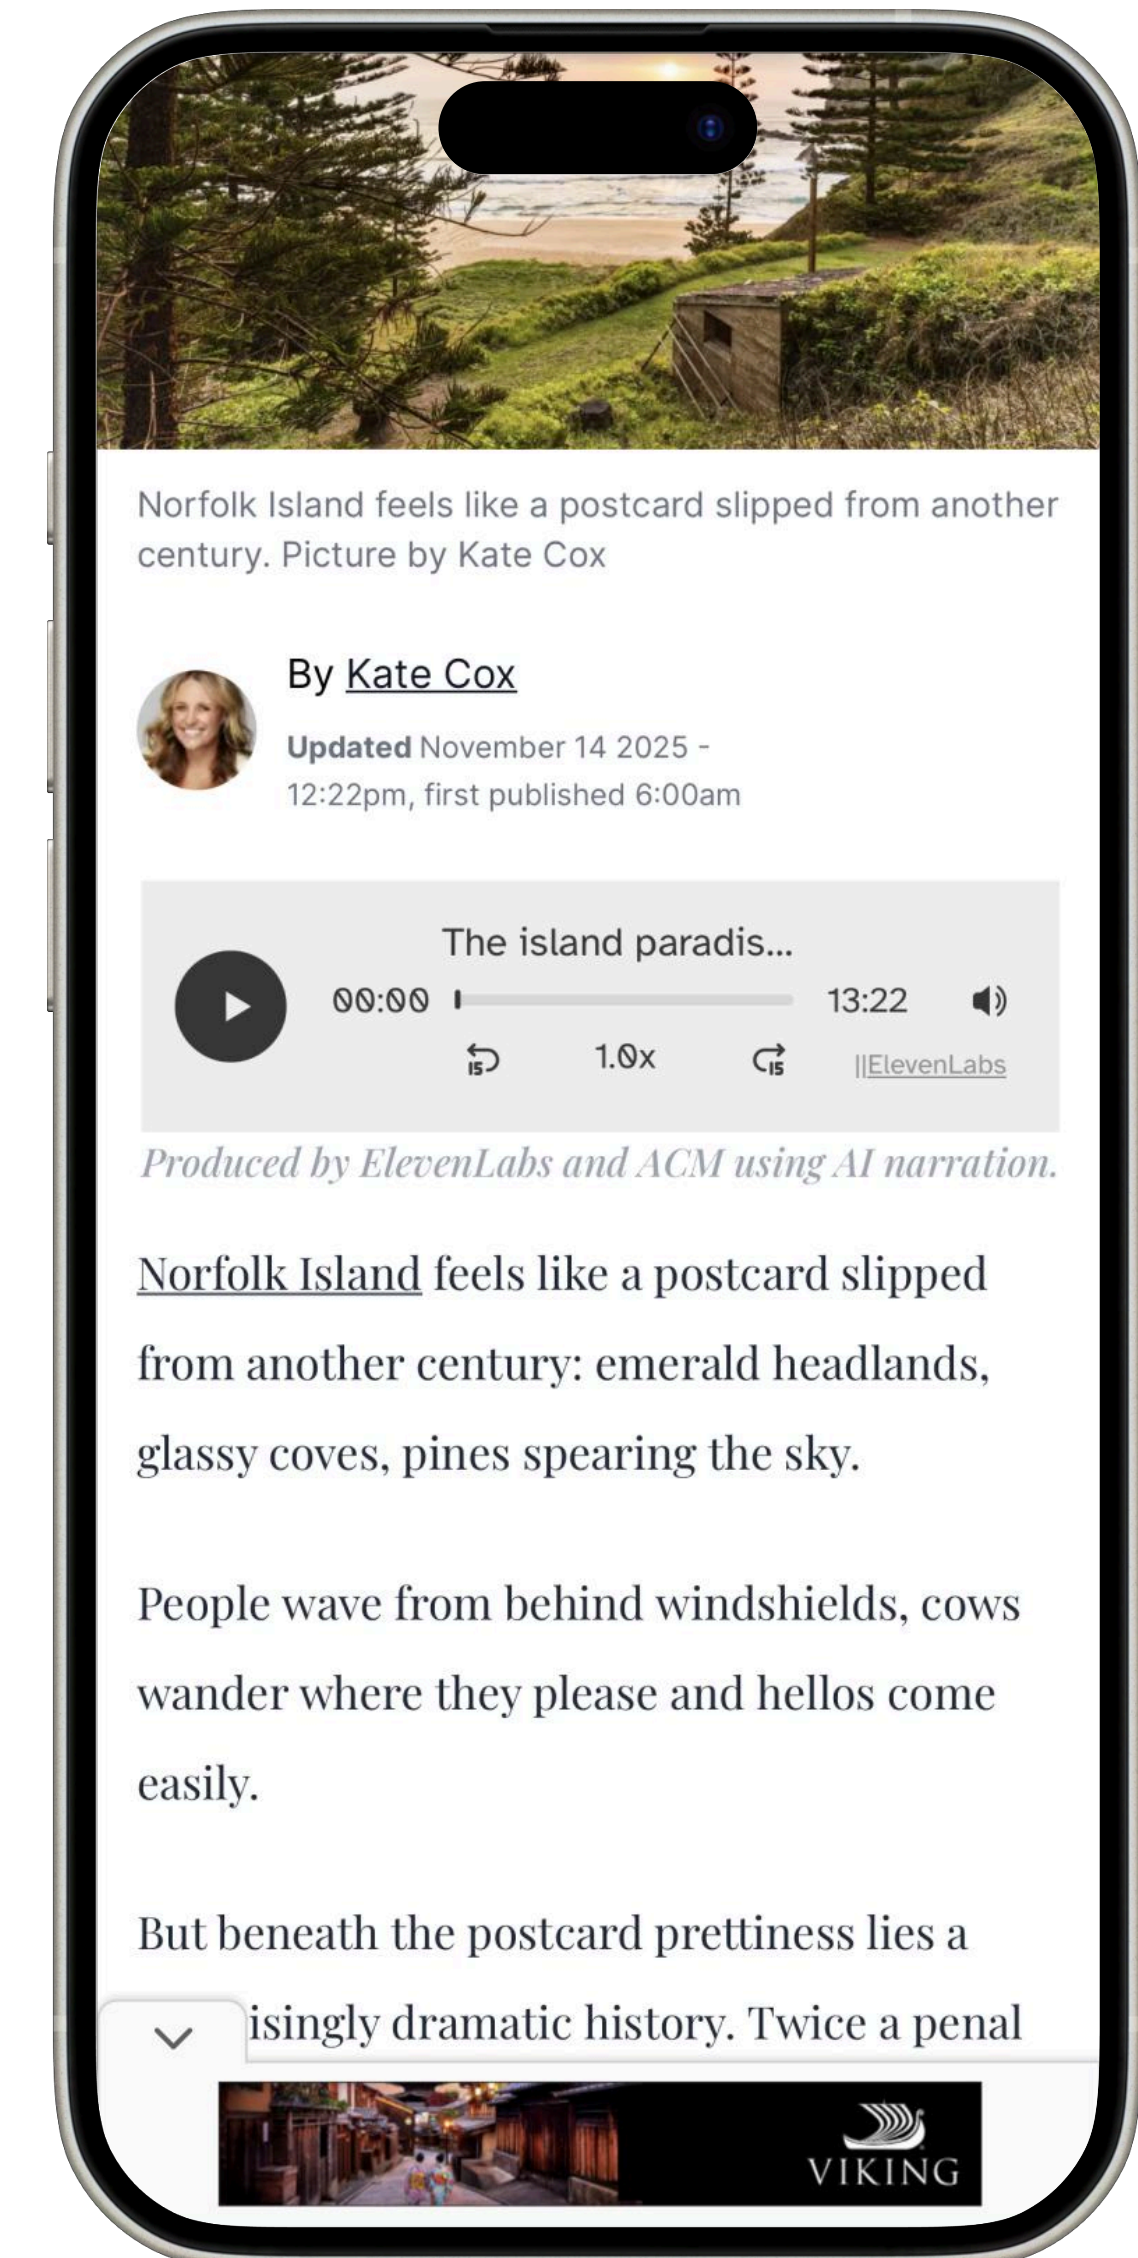 Norfolk Island feels like a postcard slipped from another
century. Picture by Kate Cox
By Kate Cox
Updated November 14 2025 -
12:22pm, first published 6:00am
The island paradis...
00:00
13:22
15
1.0x
15
||ElevenLabs
Produced by ElevenLabs and ACM using AI narration.
Norfolk Island feels like a postcard slipped
from another century: emerald headlands,
glassy coves, pines spearing the sky.
People wave from behind windshields, cows
wander where they please and hellos come
easily.
But beneath the postcard prettiness lies a
isingly dramatic history. Twice a penal
VIKING